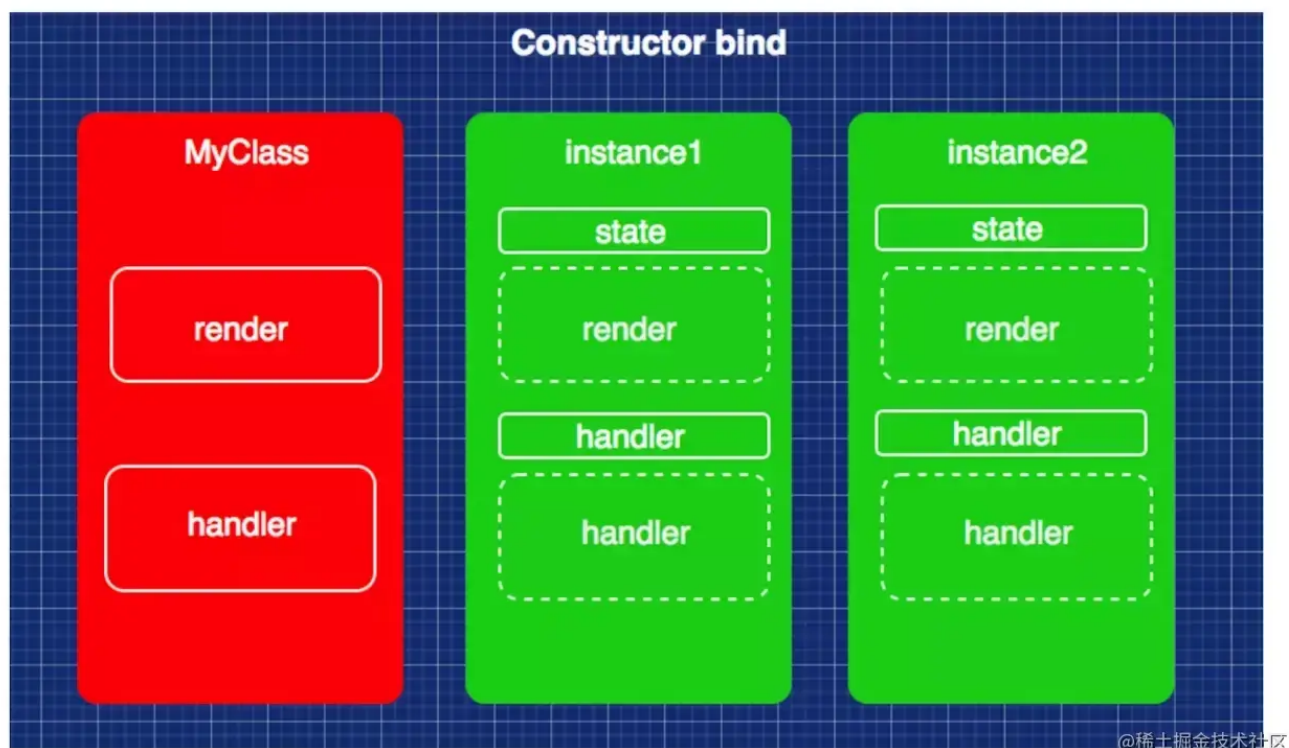 Constructor bind
MyClass
render
handler
instance1
state
render
handler
handler
instance2
state
render
handler
handler
@稀土掘金技术社区